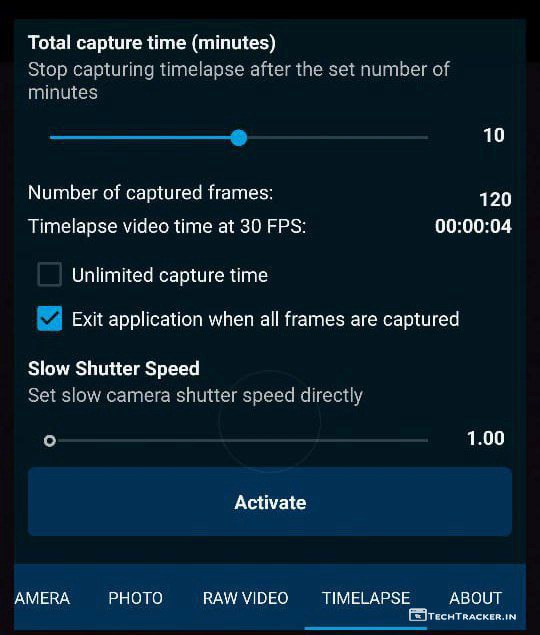 Total capture time (minutes)
Stop capturing timelapse after the set number of
minutes
10
Number of captured frames: 120
Timelapse video time at 30 FPS: 00:00:04
Unlimited capture time
Exit application when all frames are captured
Slow Shutter Speed
Set slow camera shutter speed directly
1.00
Activate
AMERA PHOTO RAW VIDEO TIMELAPSE ABOUT
TECHTRACKER.IN